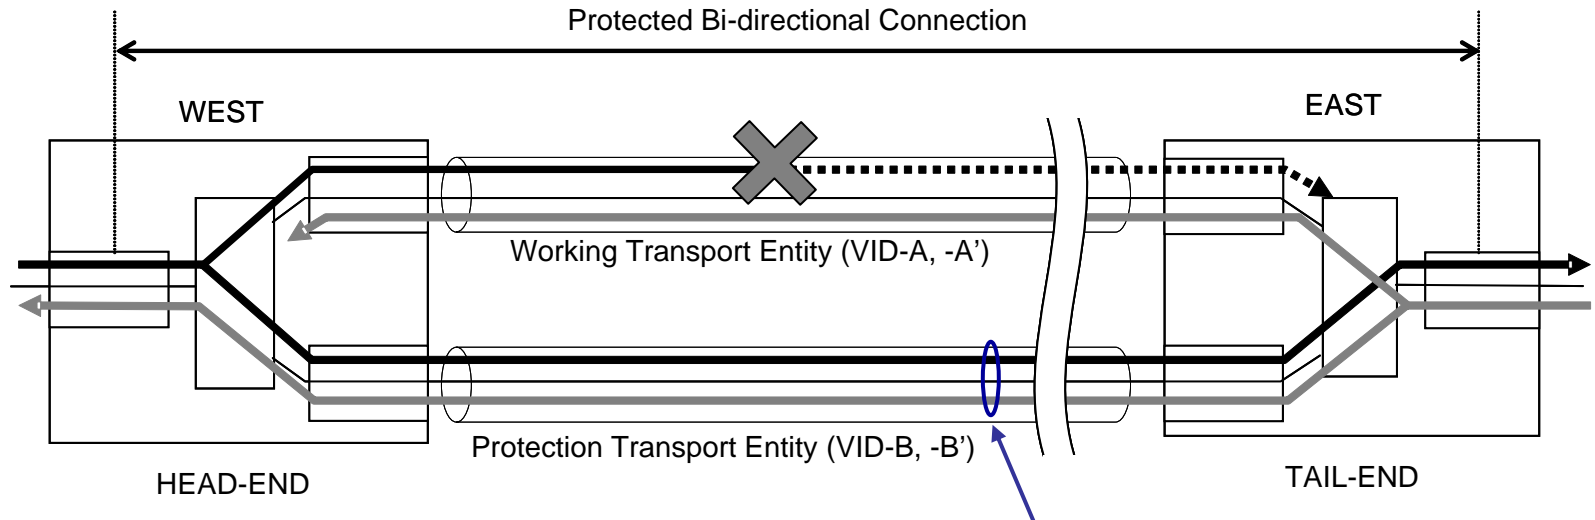 Protected Bi-directional Connection
WEST
EAST
Working Transport Entity (VID-A, -A’)
Protection Transport Entity (VID-B, -B’)
HEAD-END
TAIL-END